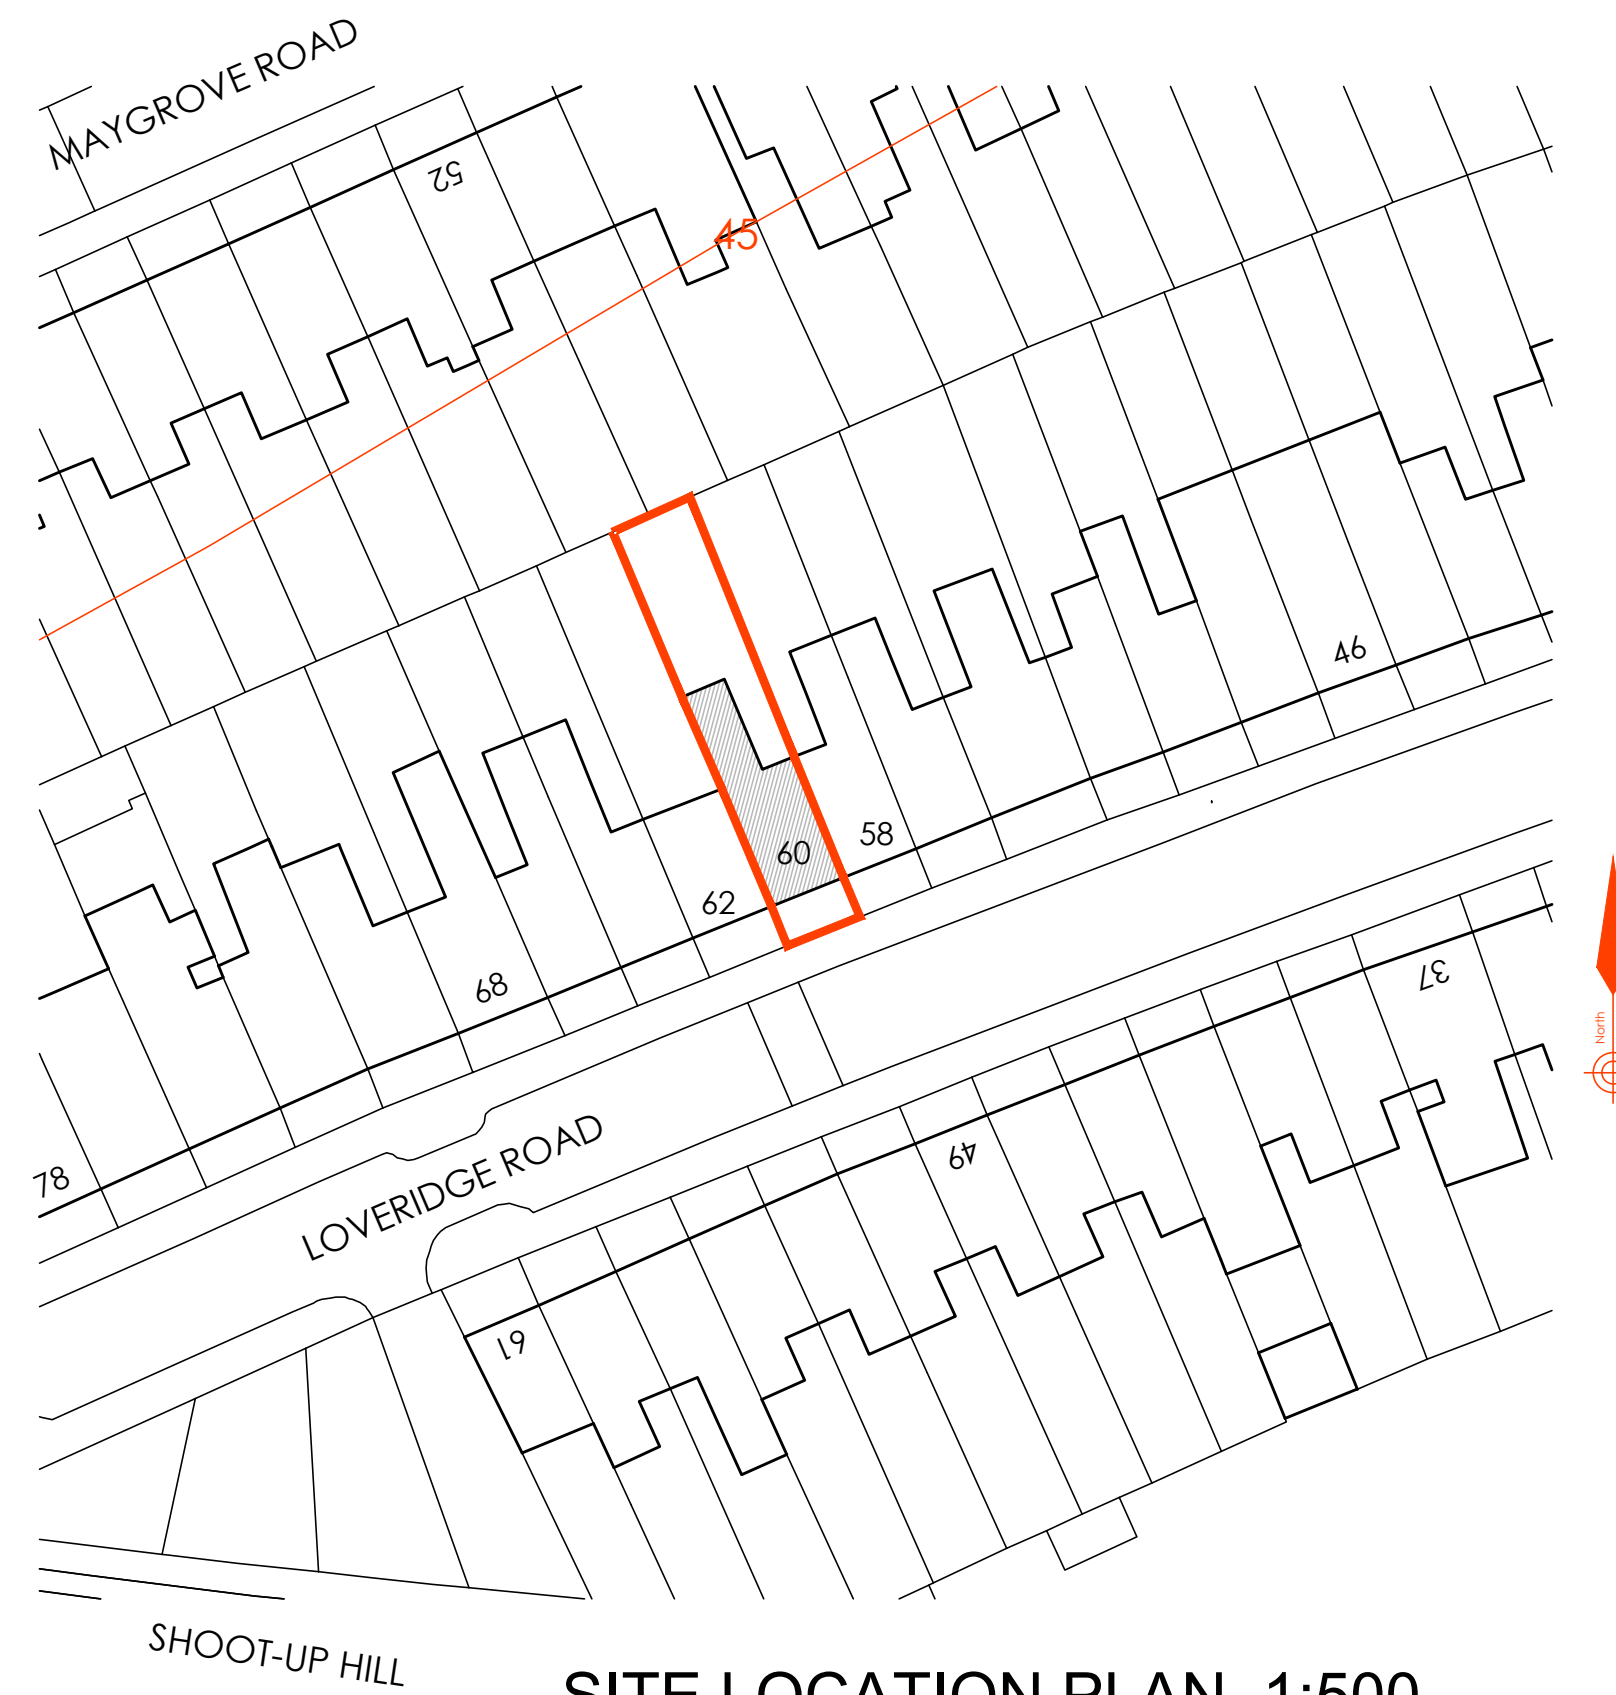 MAYGROVE ROAD
52
45
46
58
60
62
68
37
North
49
78
LOVERIDGE ROAD
61
SHOOT-UP HILL
SITE LOCATION PLAN 1:500